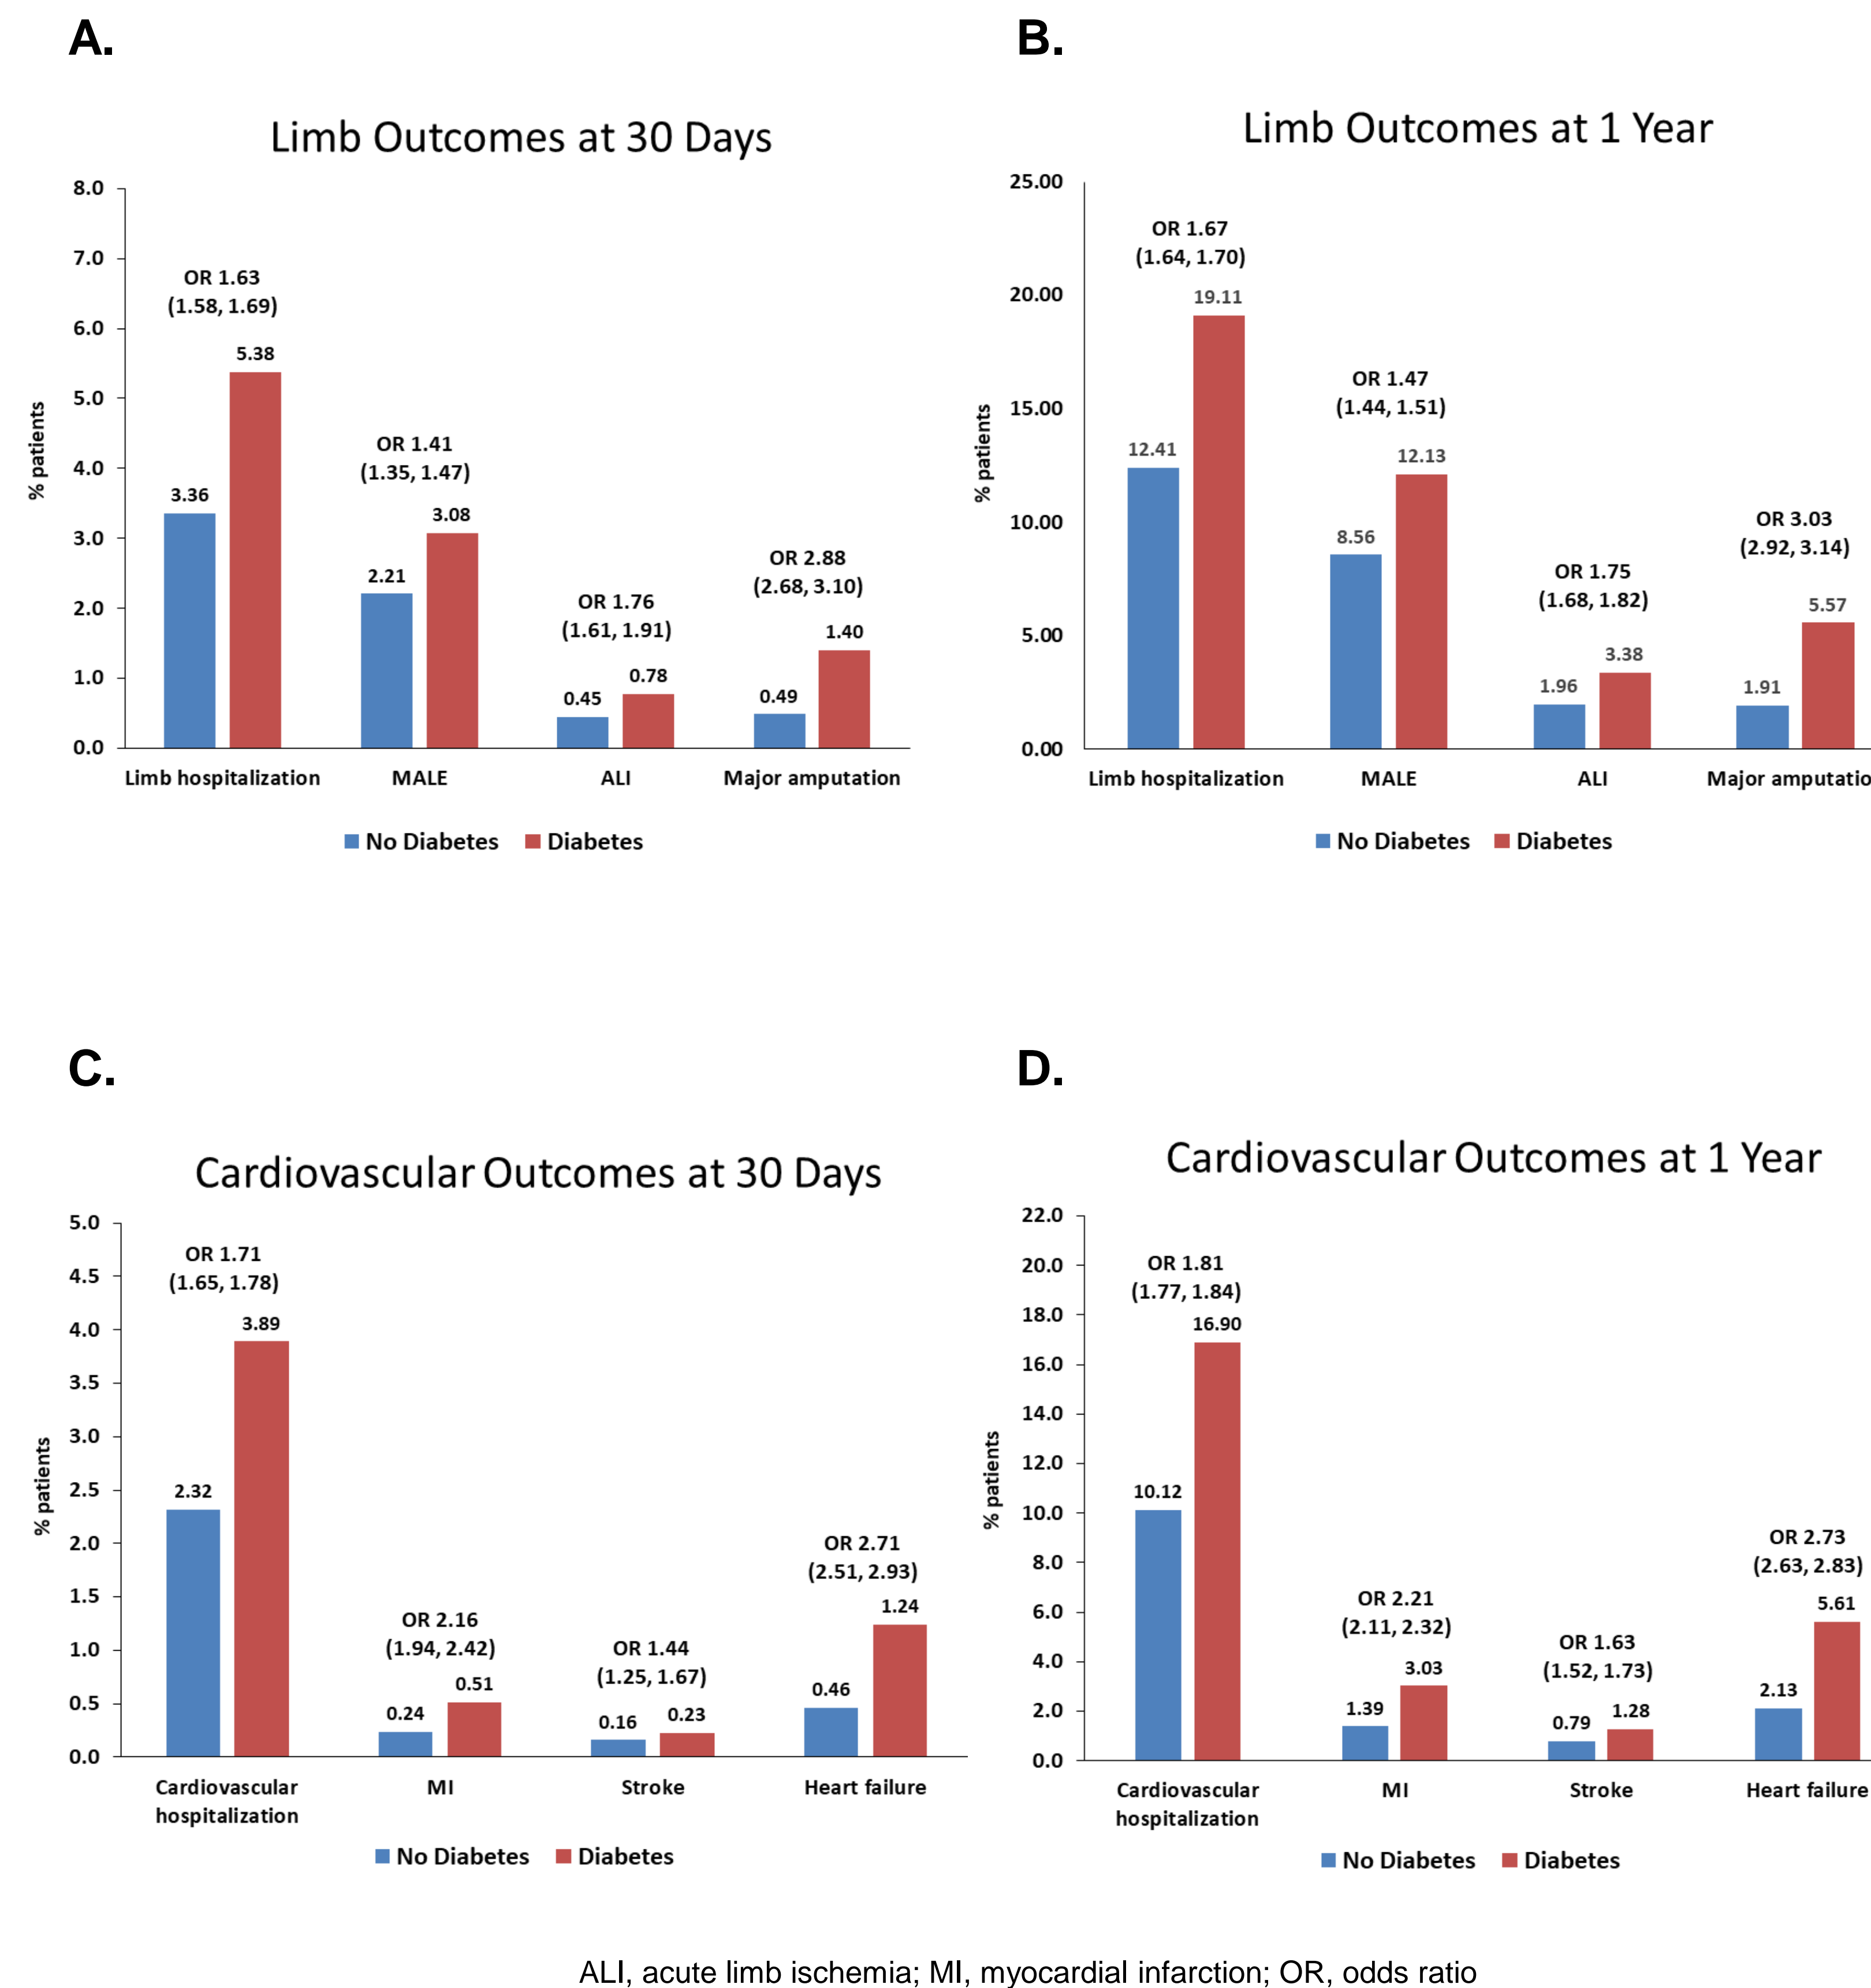 A.
Limb Outcomes at 30 Days
% patients
8.0
7.0
6.0
5.0
4.0
3.0
2.0
1.0
0.0
OR 1.63
(1.58, 1.69)
3.36
5.38
OR 1.41
(1.35, 1.47)
2.21
3.08
OR 1.76
(1.61, 1.91)
0.45
0.78
OR 2.88
(2.68, 3.10)
0.49
1.40
Limb hospitalization
MALE
ALI
Major amputation
No Diabetes
Diabetes
B.
Limb Outcomes at 1 Year
% patients
25.00
20.00
15.00
10.00
5.00
0.00
OR 1.67
(1.64, 1.70)
12.41
19.11
OR 1.47
(1.44, 1.51)
8.56
12.13
OR 1.75
(1.68, 1.82)
1.96
3.38
OR 3.03
(2.92, 3.14)
1.91
5.57
Limb hospitalization
MALE
ALI
Major amputatio
No Diabetes
Diabetes
C.
Cardiovascular Outcomes at 30 Days
% patients
5.0
4.5
4.0
3.5
3.0
2.5
2.0
1.5
1.0
0.5
0.0
OR 1.71
(1.65, 1.78)
2.32
3.89
OR 2.16
(1.94, 2.42)
0.24
0.51
OR 1.44
(1.25, 1.67)
0.16
0.23
OR 2.71
(2.51, 2.93)
0.46
1.24
Cardiovascular
hospitalization
MI
Stroke
Heart failure
No Diabetes
Diabetes
D.
Cardiovascular Outcomes at 1 Year
% patients
22.0
20.0
18.0
16.0
14.0
12.0
10.0
8.0
6.0
4.0
2.0
0.0
OR 1.81
(1.77, 1.84)
10.12
16.90
OR 2.21
(2.11, 2.32)
1.39
3.03
OR 1.63
(1.52, 1.73)
0.79
1.28
OR 2.73
(2.63, 2.83)
2.13
5.61
Cardiovascular
hospitalization
MI
Stroke
Heart failure
No Diabetes
Diabetes
ALI, acute limb ischemia; MI, myocardial infarction; OR, odds ratio